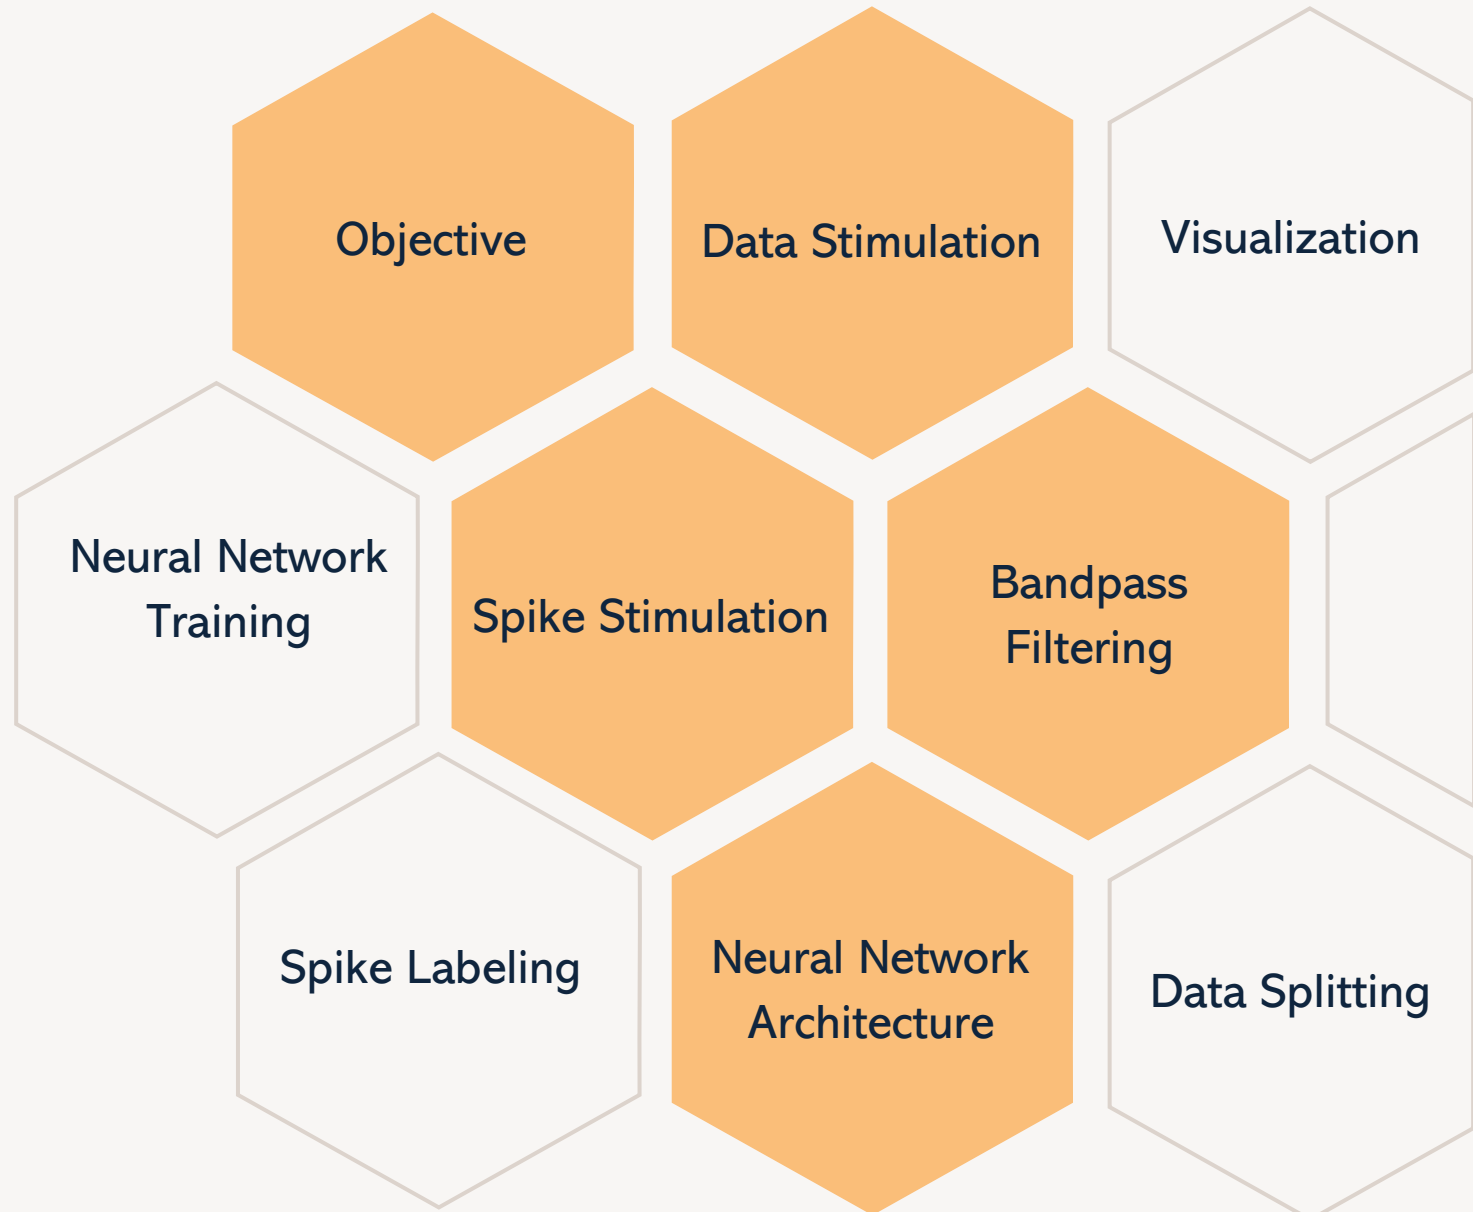 Objective
Data Stimulation
Visualization
Neural Network
Training
Spike Stimulation
Bandpass
Filtering
Spike Labeling
Neural Network
Architecture
Data Splitting